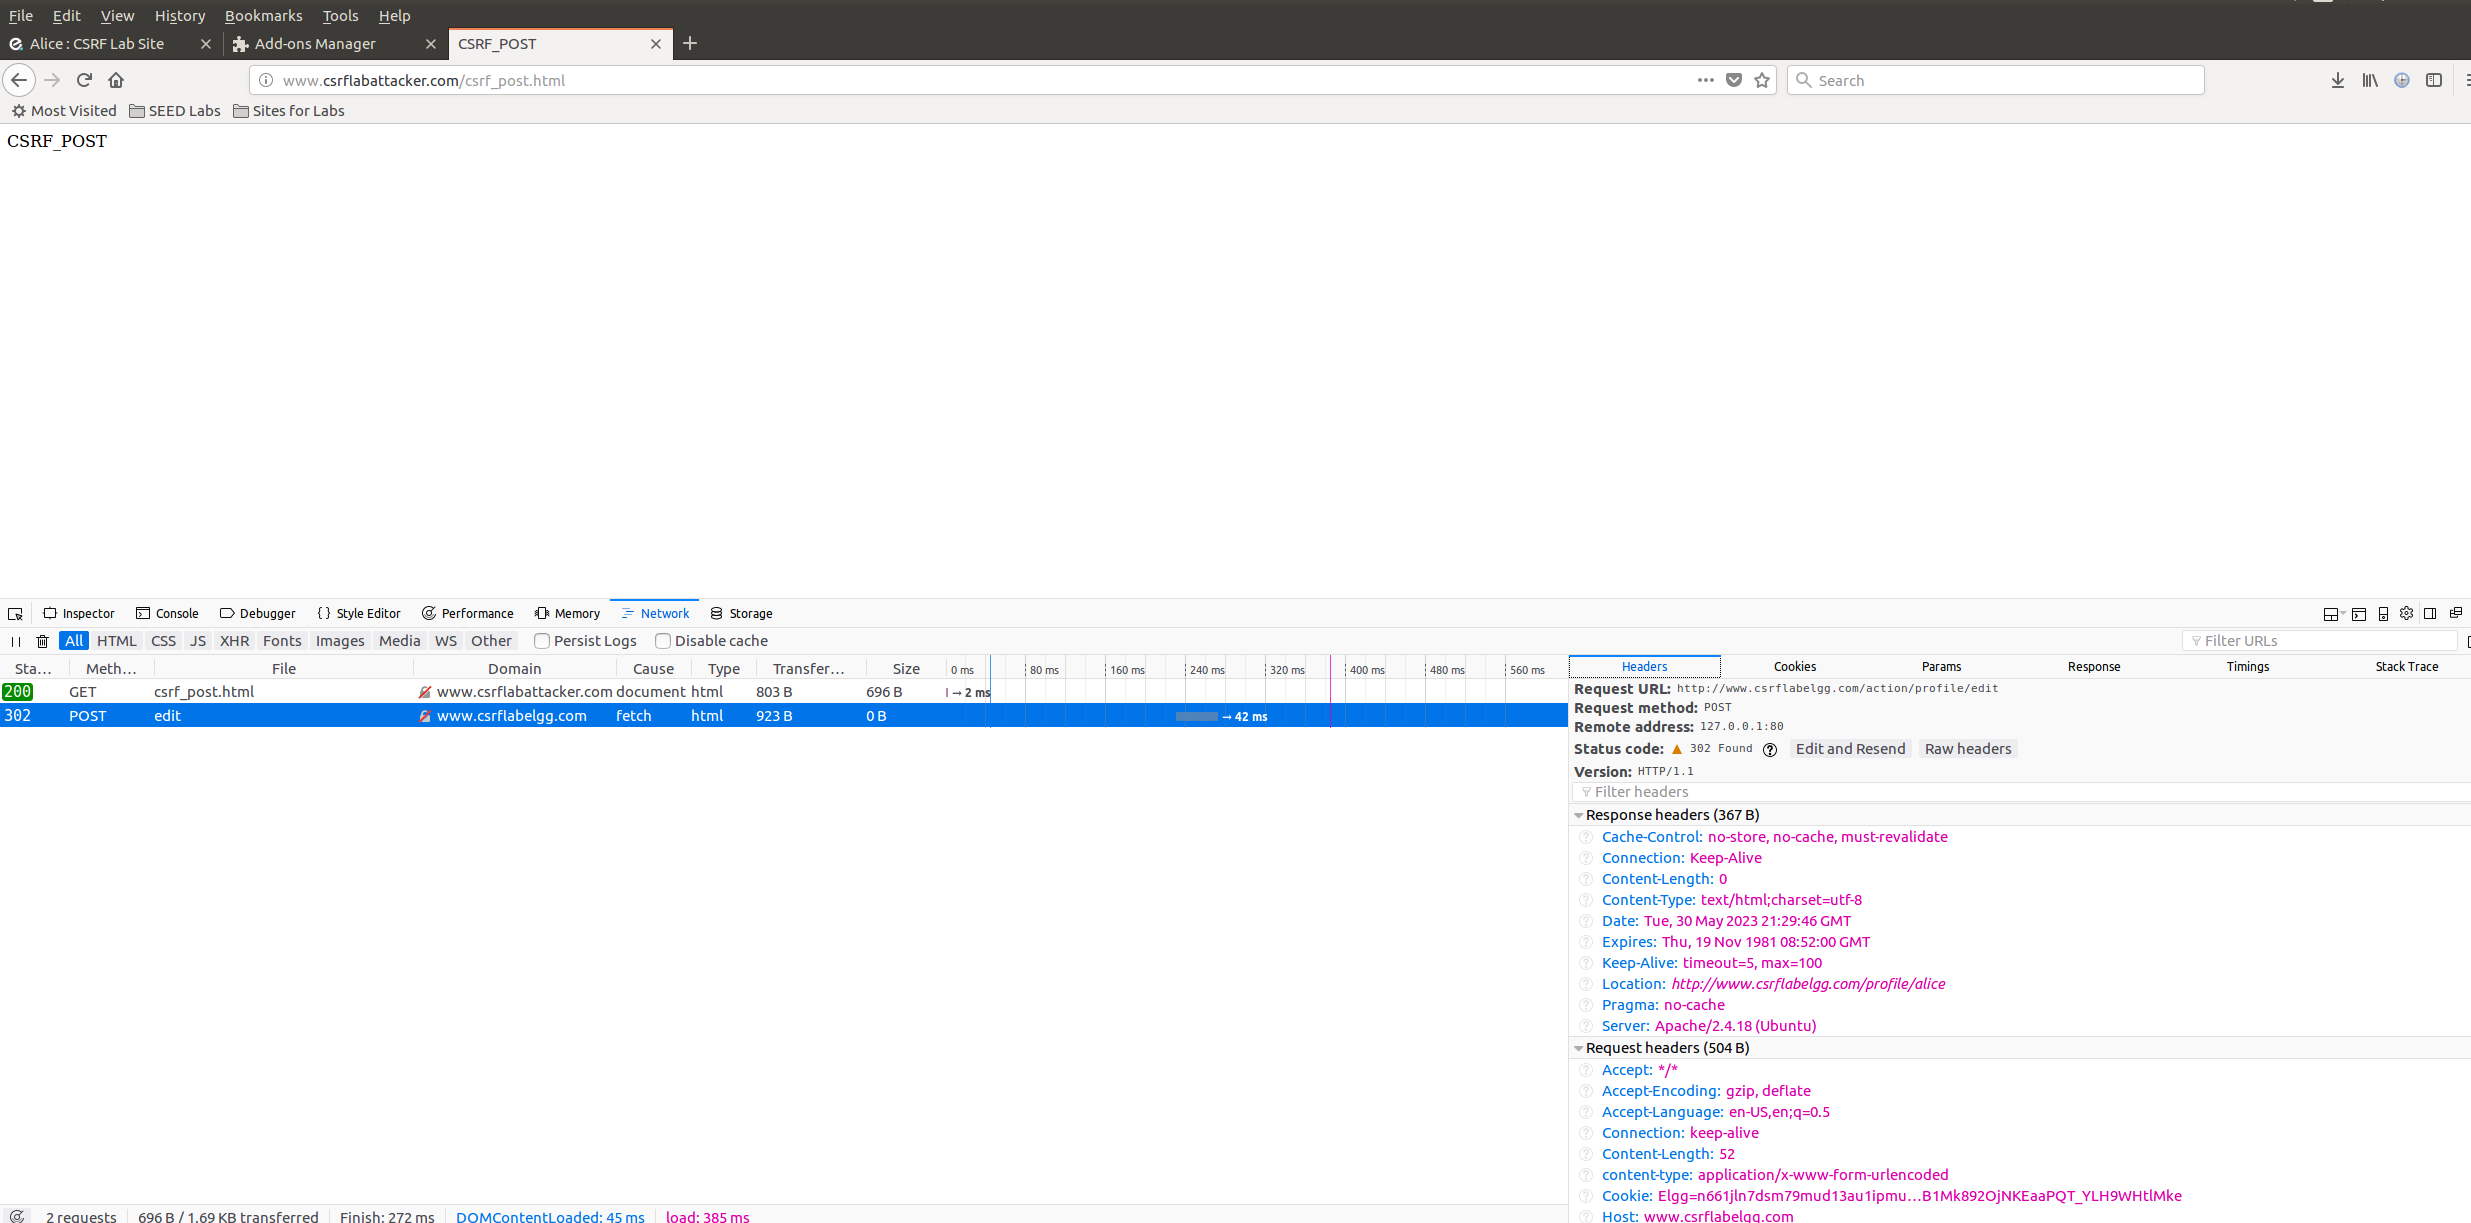 File Edit View History Bookmarks Tools Help
Alice : CSRF Lab Site Add-ons Manager CSRF_POST
www.csrflabattacker.com/csrf_post.html Search
Most Visited SEED Labs Sites for Labs
CSRF_POST
Inspector Console Debugger {} Style Editor Performance Memory Network Storage
All HTML CSS JS XHR Fonts Images Media WS Other Persist Logs Disable cache Filter URLs
Sta... Meth... File Domain Cause Type Transfer... Size 0 ms 80 ms 160 ms 240 ms 320 ms 400 ms 480 ms 560 ms
200 GET csrf_post.html www.csrflabattacker.com document html 803 B 696 B → 2 ms
302 POST edit www.csrflabelgg.com fetch html 923 B 0 B → 42 ms
Headers Cookies Params Response Timings Stack Trace
Request URL: http://www.csrflabelgg.com/action/profile/edit
Request method: POST
Remote address: 127.0.0.1:80
Status code: 302 Found Edit and Resend Raw headers
Version: HTTP/1.1
Filter headers
Response headers (367 B)
Cache-Control: no-store, no-cache, must-revalidate
Connection: Keep-Alive
Content-Length: 0
Content-Type: text/html;charset=utf-8
Date: Tue, 30 May 2023 21:29:46 GMT
Expires: Thu, 19 Nov 1981 08:52:00 GMT
Keep-Alive: timeout=5, max=100
Location: http://www.csrflabelgg.com/profile/alice
Pragma: no-cache
Server: Apache/2.4.18 (Ubuntu)
Request headers (504 B)
Accept: */*
Accept-Encoding: gzip, deflate
Accept-Language: en-US,en;q=0.5
Connection: keep-alive
Content-Length: 52
content-type: application/x-www-form-urlencoded
Cookie: Elgg=n661jln7dsm79mud13au1ipmu...B1Mk892OjNKEaaPQT_YLH9WHtlMke
Host: www.csrflabelgg.com
2 requests 696 B / 1.69 KB transferred Finish: 272 ms DOMContentLoaded: 45 ms load: 385 ms